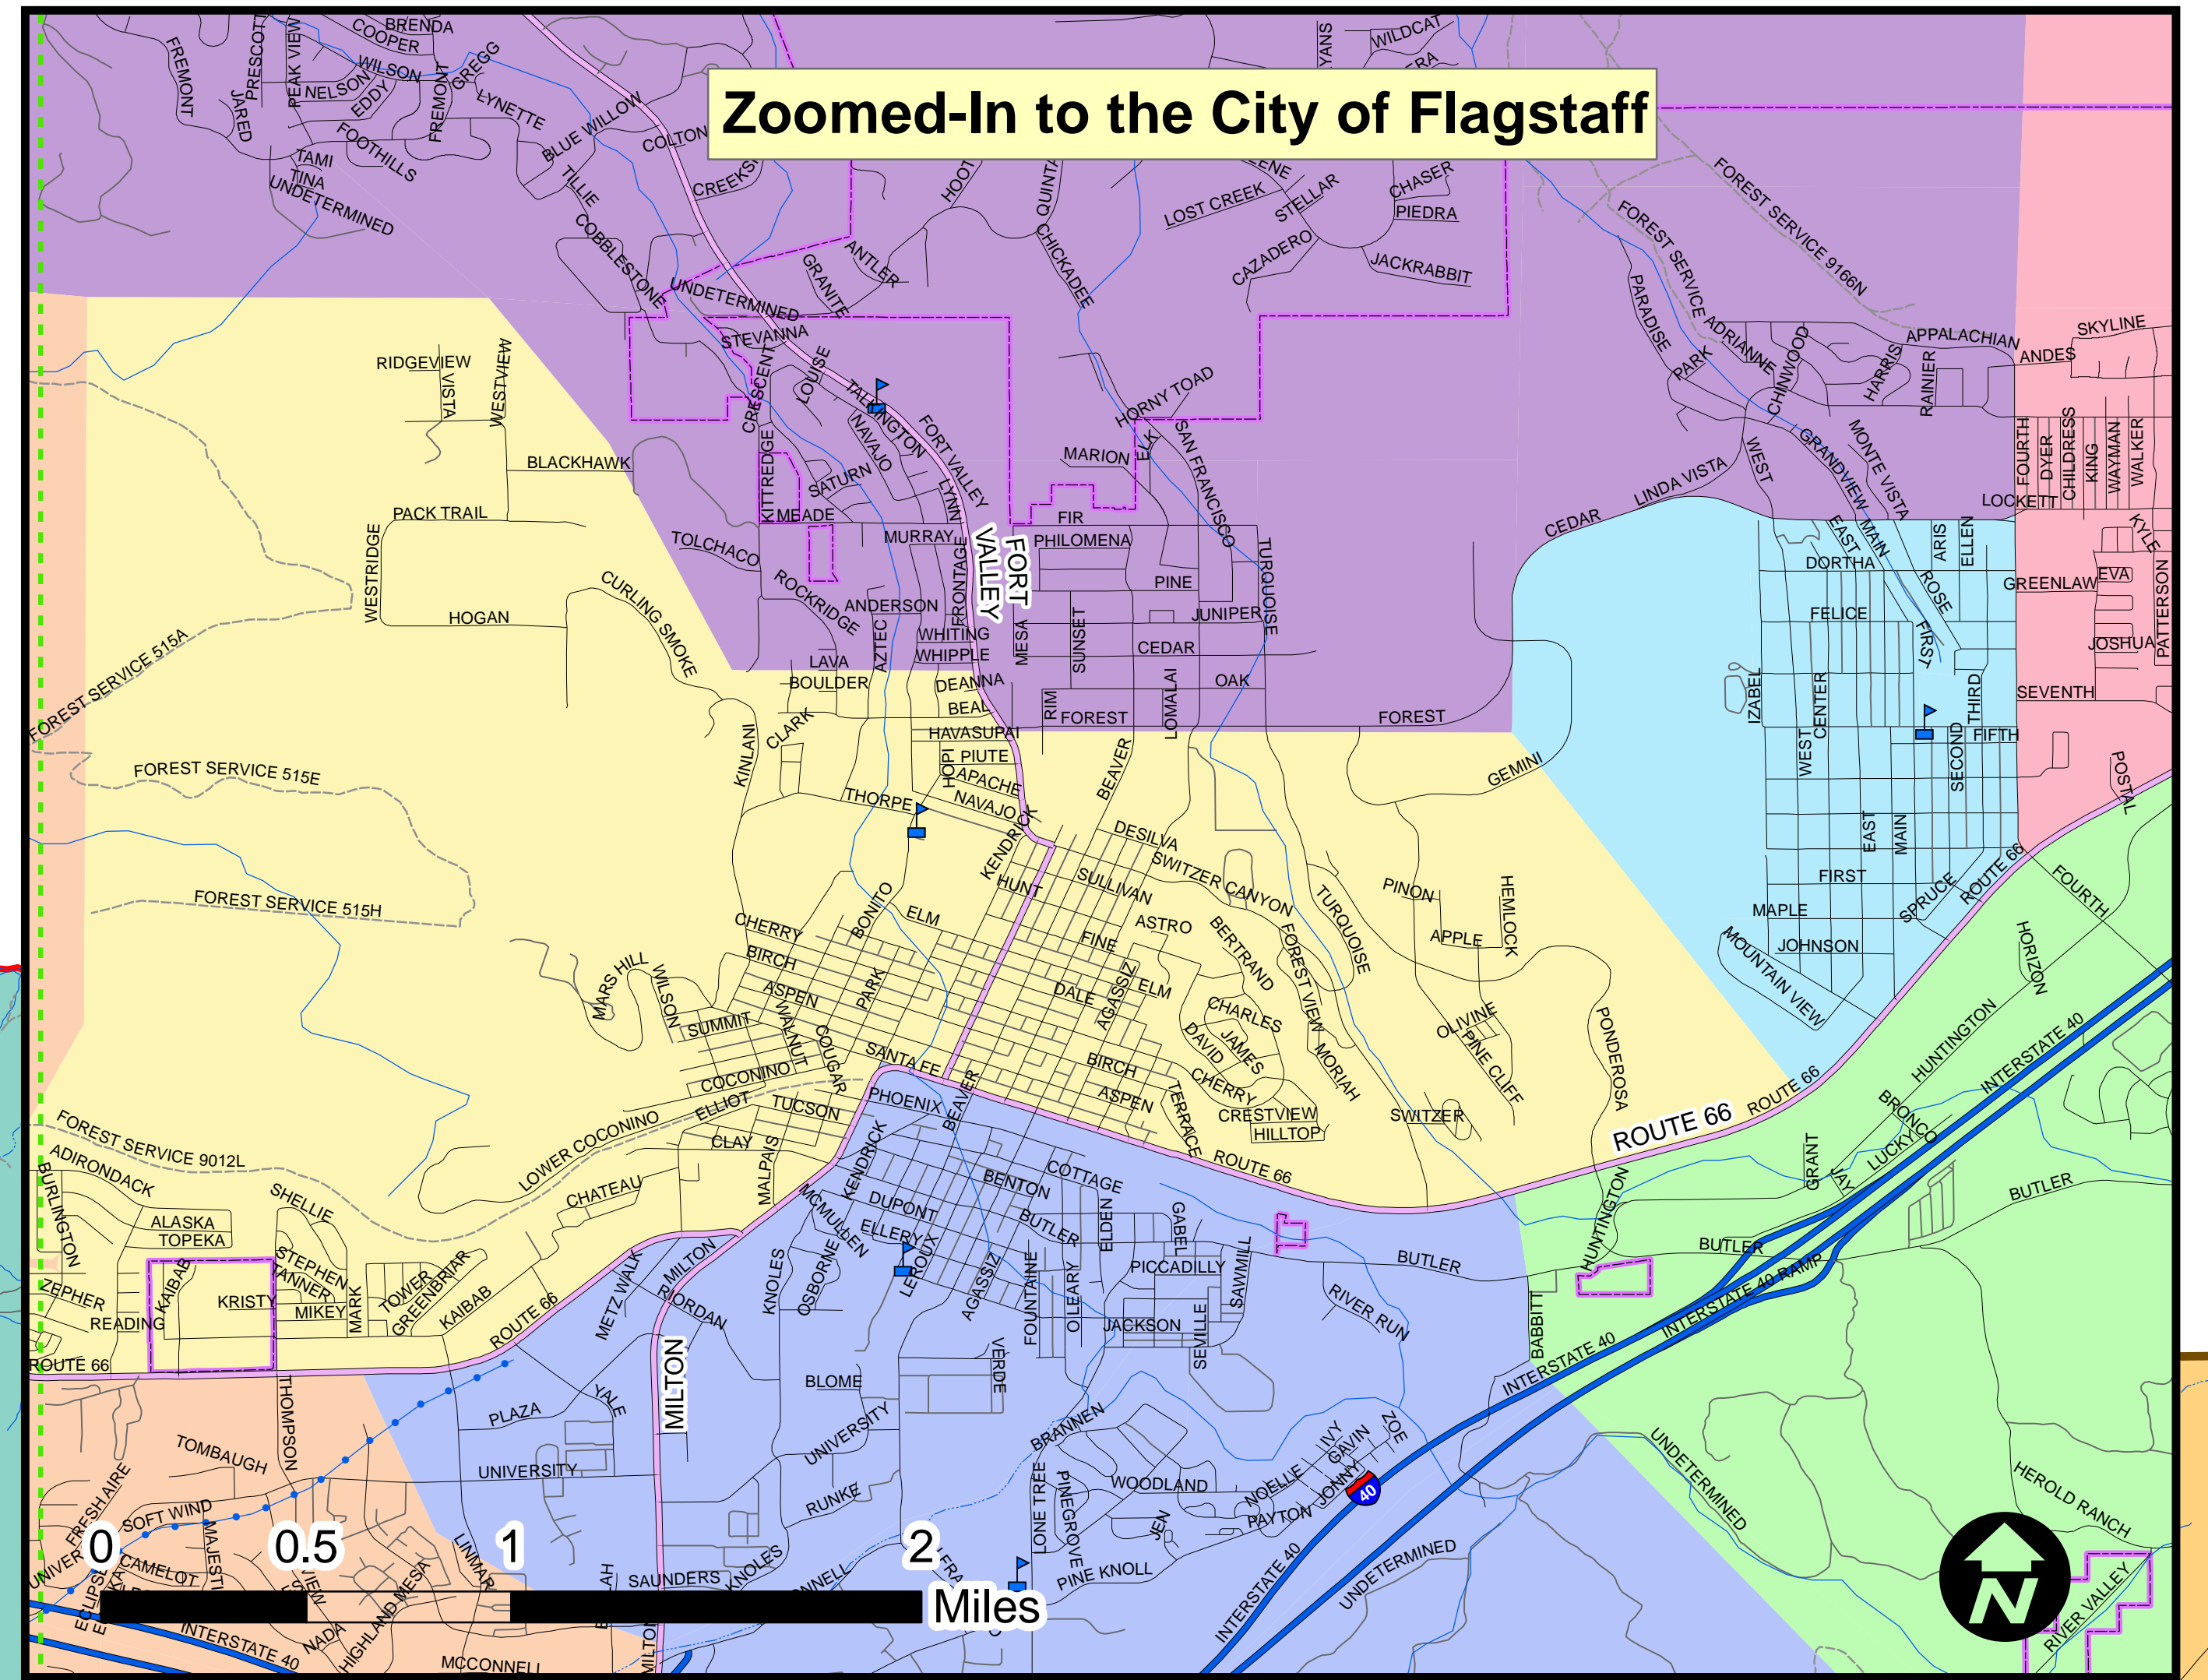 Zoomed-In to the City of Flagstaff
BRENDA
COOPER
WILDCAT
FREMONT
PRESCOTT
PEAK VIEW
WILSON
GREGG
NELSON
EDDY
FREMONT
LYNETTE
JARED
FOOTHILLS
BLUE WILLOW
COLTON
TAMI
TINA
UNDETERMINED
TILLIE
COBBLESTONE
LOST CREEK
STELLAR
CHASER
PIEDRA
FOREST SERVICE 9166N
FOREST SERVICE
CHICKADEE
ANTLER
GRANITE
UNDETERMINED
CAZADERO
JACKRABBIT
PARADISE
ADRIANNE
CHINWOOD
APPALACHIAN
SKYLINE
ANDES
HARRIS
RAINIER
PARK
STEVANNA
CRESCENT
LOUISE
RIDGEVIEW
VISTA
WESTVIEW
TALKINGTON
NAVAJO
FORT VALLEY
HORNY TOAD
ELK
MARION
SAN FRANCISCO
WEST
GRANDVIEW
MONTE VISTA
FOURTH
DYER
CHILDRESS
KING
WAYMAN
WALKER
BLACKHAWK
KITTREDGE
SATURN
LYNN
LINDA VISTA
LOCKETT
PACK TRAIL
MEADE
FIR
CEDAR
KYLE
WESTRIDGE
TOLCHACO
MURRAY
FORT VALLEY
PHILOMENA
TURQUOISE
EAST
MAIN
ARIS
ELLEN
DORTHA
CURLING SMOKE
ROCKRIDGE
ANDERSON
FRONTAGE
PINE
ROSE
GREENLAW
EVA
PATTERSON
HOGAN
AZTEC
WHITING
WHIPPLE
MESA
SUNSET
JUNIPER
CEDAR
FELICE
FIRST
JOSHUA
FOREST SERVICE 515A
LAVA
BOULDER
DEANNA
BEAL
RIM
LOMALAI
OAK
FOREST
FOREST
IZABEL
CENTER
THIRD
SEVENTH
KINLANI
CLARK
HAVASUPAI
HOPI
PIUTE
APACHE
NAVAJO
BEAVER
GEMINI
WEST
SECOND
FIFTH
POSTAL
FOREST SERVICE 515E
THORPE
KENDRICK
DESILVA
SWITZER CANYON
EAST
MAIN
HUNT
SULLIVAN
TURQUOISE
PINON
HEMLOCK
FIRST
SPRUCE
ROUTE 66
FOURTH
FOREST SERVICE 515H
CHERRY
BONITO
ELM
ASTRO
FINE
BERTRAND
FOREST VIEW
APPLE
MAPLE
JOHNSON
MOUNTAIN VIEW
HORIZON
BIRCH
MARS HILL
WILSON
ASPEN
PARK
DALE
AGASSIZ
ELM
SUMMIT
WALNUT
COUGAR
CHARLES
DAVID
JAMES
OLIVINE
PINE CLIFF
PONDEROSA
HUNTINGTON
INTERSTATE 40
SANTA FE
COCONINO
BIRCH
CHERRY
MORIAH
FOREST SERVICE 9012L
LOWER COCONINO
ELLIOT
TUCSON
PHOENIX
BEAVER
ASPEN
TERRACE
CRESTVIEW
HILLTOP
SWITZER
ROUTE 66
ROUTE 66
BRONCO
LUCKY
ADIRONDACK
BURLINGTON
CLAY
MALPAIS
KENDRICK
COTTAGE
ROUTE 66
GRANT
JAY
BUTLER
SHELLIE
CHATEAU
MCMULLEN
DUPONT
BENTON
ELDEN
GABEL
HUNTINGTON
ALASKA
TOPEKA
ELLERY
LEROUX
BUTLER
BUTLER
BUTLER
ZEPHER
KAIBAB
KRISTY
STEPHEN
TANNER
MIKEY
MARK
TOWER
GREENBRIAR
KAIBAB
METZ WALK
MILTON
RIORDAN
KNOLES
OSBORNE
AGASSIZ
FOUNTAINE
O LEARY
PICCADILLY
SAWMILL
RIVER RUN
INTERSTATE 40 RAMP
READING
ROUTE 66
ROUTE 66
JACKSON
SEVILLE
BABBITT
INTERSTATE 40
THOMPSON
MILTON
VERDE
BLOME
YALE
PLAZA
TOMBAUGH
UNIVERSITY
UNIVERSITY
BRANNEN
IVY
GAVIN
ZOE
UNDETERMINED
FRESH AIRE
SOFT WIND
RUNKE
LONE TREE
PINEGROVE
WOODLAND
NOELLE
JONNY
PAYTON
40
HEROLD RANCH
0
0.5
1
2
Miles
CAMELOT
LINMAR
JEN
SAUNDERS
KNOLES
PINE KNOLL
UNDETERMINED
INTERSTATE 40
HIGHLAND MESA
NADA
INTERSTATE 40
MCCONNELL
RIVER VALLEY
N